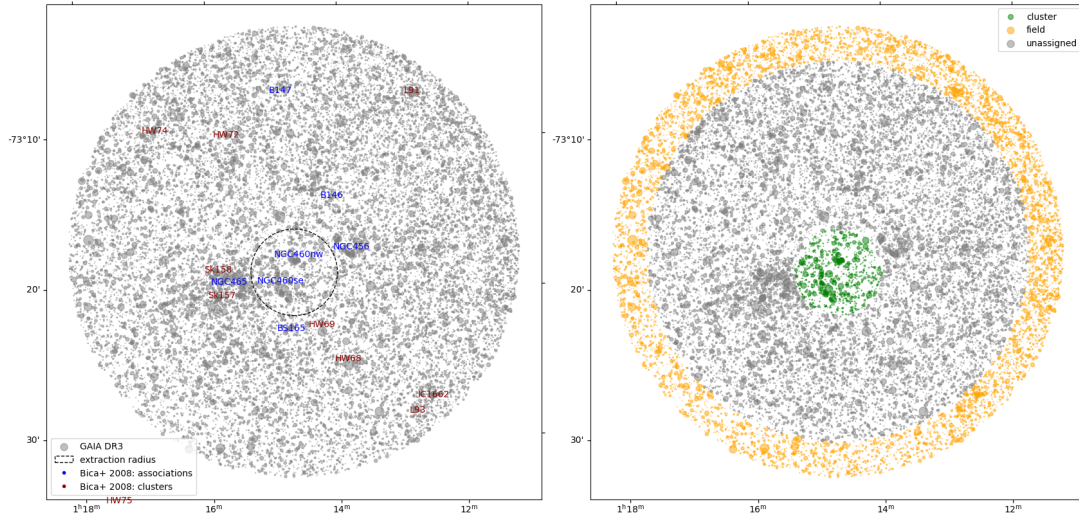 B147
L91
HW74
HW72
-73°10'
B146
NGC456
NGC460nw
Sk158
NGC465
NGC460se
20'
Sk157
HW69
BS165
HW68
IC1662
L93
30'
GAIA DR3
extraction radius
Bica+ 2008: associations
Bica+ 2008: clusters
HW75
1ʰ18ᵐ 16ᵐ 14ᵐ 12ᵐ
cluster
field
unassigned
-73°10'
20'
30'
1ʰ18ᵐ 16ᵐ 14ᵐ 12ᵐ